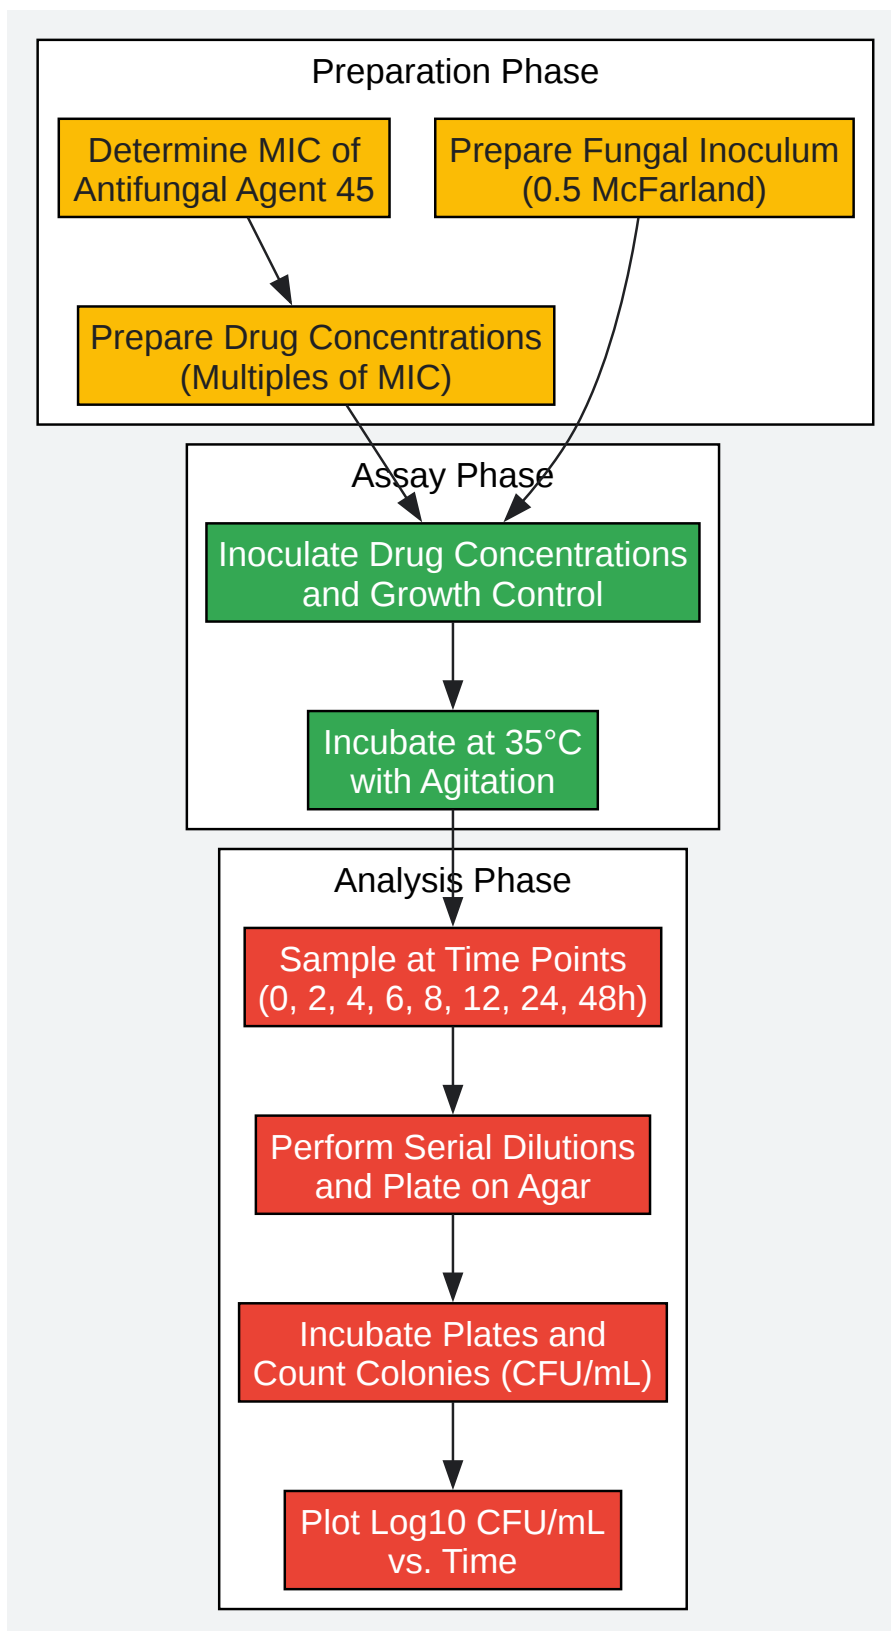 Preparation Phase
Determine MIC of
Antifungal Agent 45
Prepare Fungal Inoculum
(0.5 McFarland)
Prepare Drug Concentrations
(Multiples of MIC)
Assay Phase
Inoculate Drug Concentrations
and Growth Control
Incubate at 35°C
with Agitation
Analysis Phase
Sample at Time Points
(0, 2, 4, 6, 8, 12, 24, 48h)
Perform Serial Dilutions
and Plate on Agar
Incubate Plates and
Count Colonies (CFU/mL)
Plot Log10 CFU/mL
vs. Time